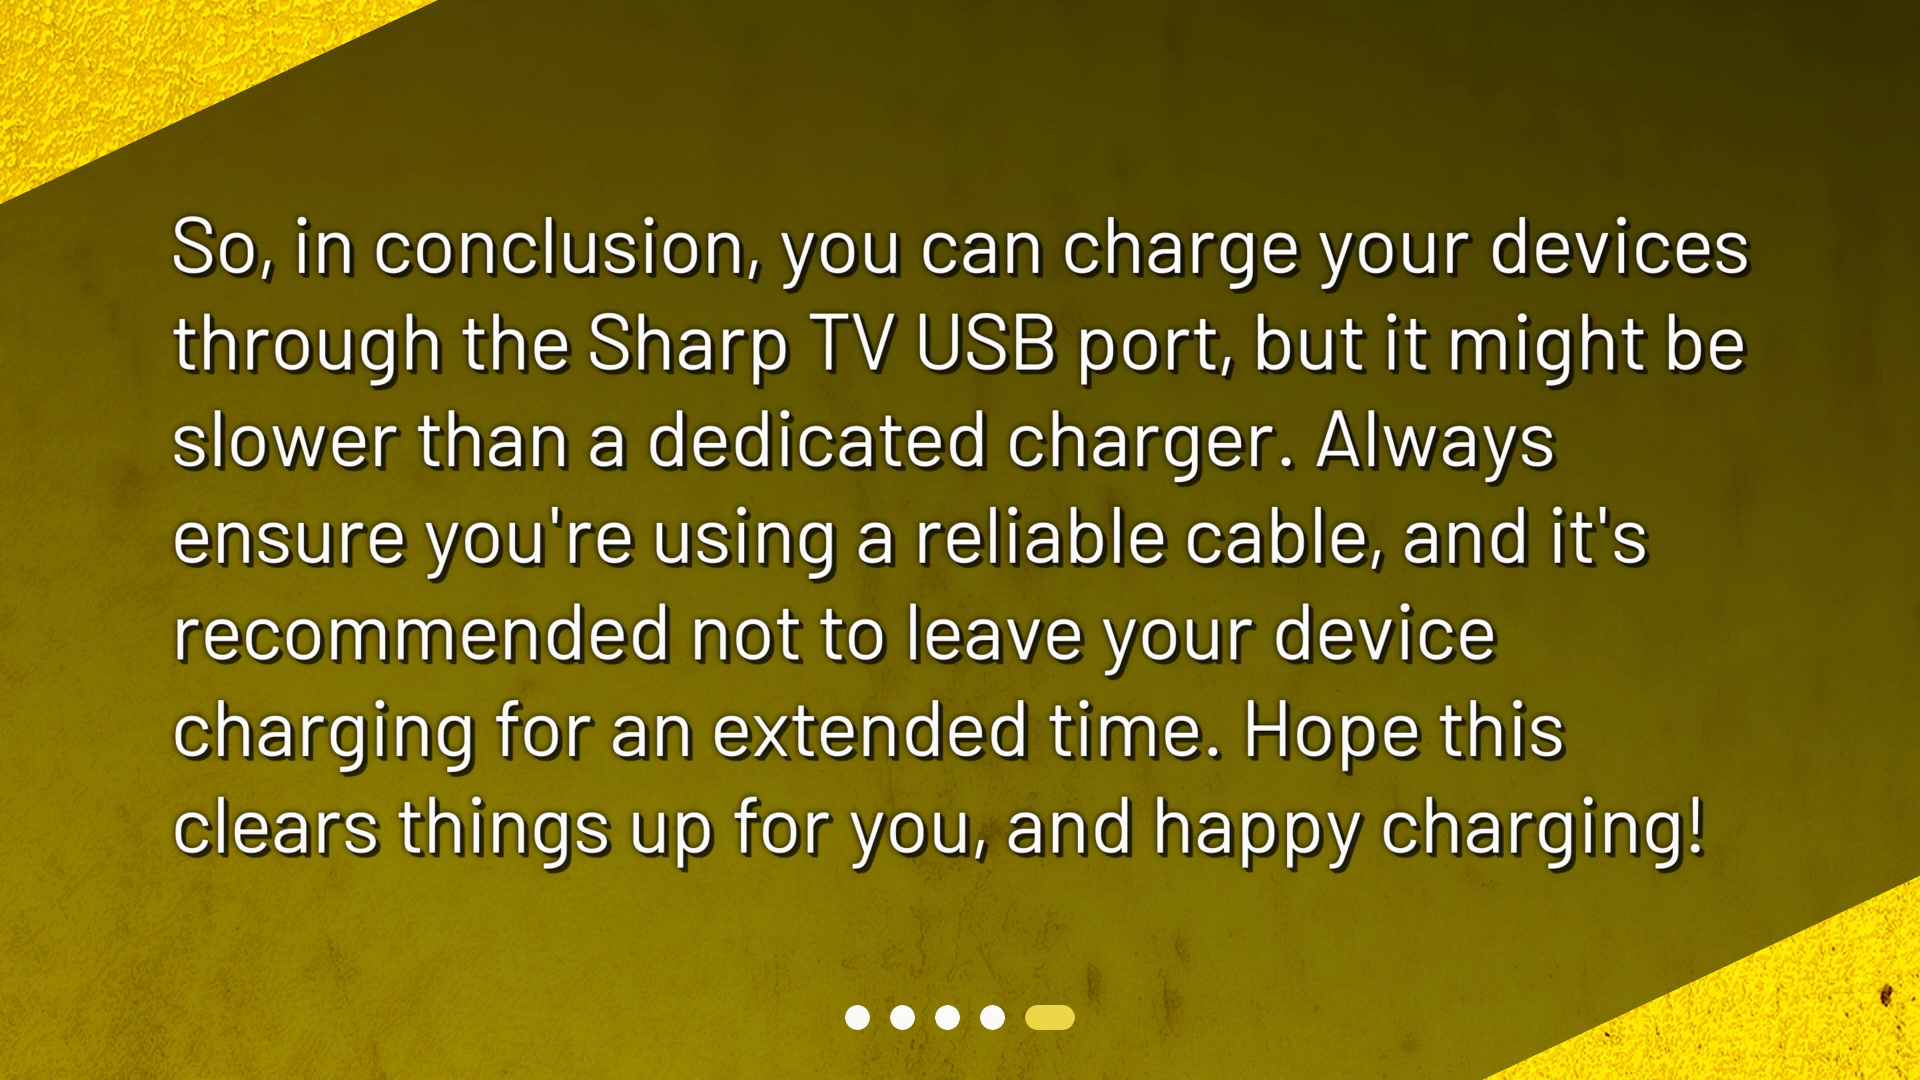 So, in conclusion, you can charge your devices
through the Sharp TV USB port, but it might be
slower than a dedicated charger. Always
ensure you're using a reliable cable, and it's
recommended not to leave your device
charging for an extended time. Hope this
clears things up for you, and happy charging!